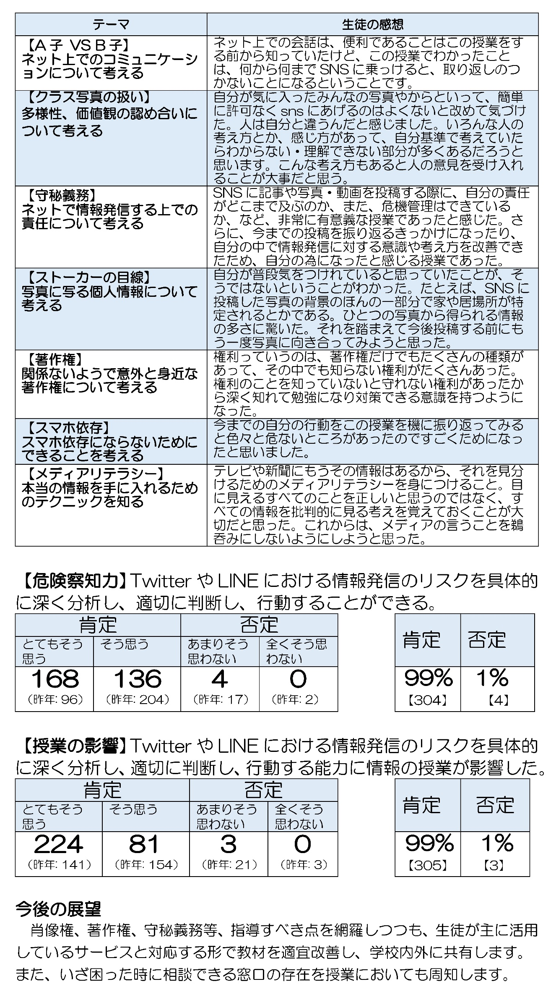 テーマ 生徒の感想
【A子 VS B子】
ネット上でのコミュニケーシ
ョンについて考える
ネット上での会話は、便利であることはこの授業をす
る前から知っていたけど、この授業でわかったこと
は、何から何まで SNS に乗っけると、取り返しのつ
かないことになるということです。
【クラス写真の扱い】
多様性、価値観の認め合いに
ついて考える
自分が気に入ったみんなの写真やからといって、簡単
に許可なく sns にあげるのはよくないと改めて気づけ
た。人は自分と違うんだと感じました。いろんな人の
考え方とか、感じ方があって、自分基準で考えていた
らわからない・理解できない部分が多くあるだろうと
思います。こんな考え方もあると人の意見を受け入れ
ることが大事だと思う。
【守秘義務】
ネットで情報発信する上での
責任について考える
SNS に記事や写真・動画を投稿する際に、自分の責任
がどこまで及ぶのか、また、危機管理はできている
か、など、非常に有意義な授業であったと感じた。さ
らに、今までの投稿を振り返るきっかけになったり、
自分の中で情報発信に対する意識や考え方を改善でき
たため、自分の為になったと感じる授業であった。
【ストーカーの目線】
写真に写る個人情報について
考える
自分が普段気をつけれていると思っていたことが、そ
うではないということがわかった。たとえば、SNS に
投稿した写真の背景のほんの一部分で家や居場所が特
定されるとかである。ひとつの写真から得られる情報
の多さに驚いた。それを踏まえて今後投稿する前にも
う一度写真に向き合ってみようと思った。
【著作権】
関係ないようで意外と身近な
著作権について考える
権利っていうのは、著作権だけでもたくさんの種類が
あって、その中でも知らない権利がたくさんあった。
権利のことを知っていないと守れない権利があったか
ら深く知れて勉強になり対策できる意識を持つように
なった。
【スマホ依存】
スマホ依存にならないために
できることを考える
今までの自分の行動をこの授業を機に振り返ってみる
と色々と危ないところがあったのですごくためになっ
たと思いました。
【メディアリテラシー】
本当の情報を手に入れるため
のテクニックを知る
テレビや新聞にもうその情報はあるから、それを見分
けるためのメディアリテラシーを身につけること。目
に見えるすべてのことを正しいと思うのではなく、す
べての情報を批判的に見る考えを覚えておくことが大
切だと思った。これからは、メディアの言うことを鵜
呑みにしないようにしようと思った。
【危険察知力】Twitter や LINE における情報発信のリスクを具体的
に深く分析し、適切に判断し、行動することができる。
肯定 否定
とてもそう
思う
そう思う
あまりそう
思わない
全くそう思
わない
168 136 4 0
（昨年: 96）（昨年: 204）（昨年: 17）（昨年: 2）
肯定 否定
99% 1%
【304】 【4】
【授業の影響】Twitter や LINE における情報発信のリスクを具体的
に深く分析し、適切に判断し、行動する能力に情報の授業が影響した。
肯定 否定
とてもそう
思う
そう思う
あまりそう
思わない
全くそう
思わない
224 81 3 0
（昨年: 141）（昨年: 154）（昨年: 21）（昨年: 3）
肯定 否定
99% 1%
【305】 【3】
今後の展望
肖像権、著作権、守秘義務等、指導すべき点を網羅しつつも、生徒が主に活用
しているサービスと対応する形で教材を適宜改善し、学校内外に共有します。
また、いざ困った時に相談できる窓口の存在を授業においても周知します。